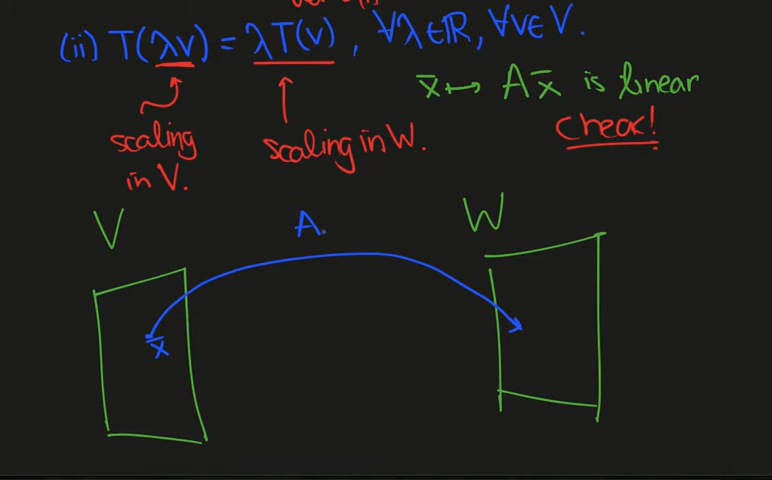 (ii) T(λv) = λT(v), ∀λ∈ℝ, ∀v∈V.
x̄ ↦ Ax̄ is linear
check!
scaling
in V.
scaling in W.
V
A.
W
x̄